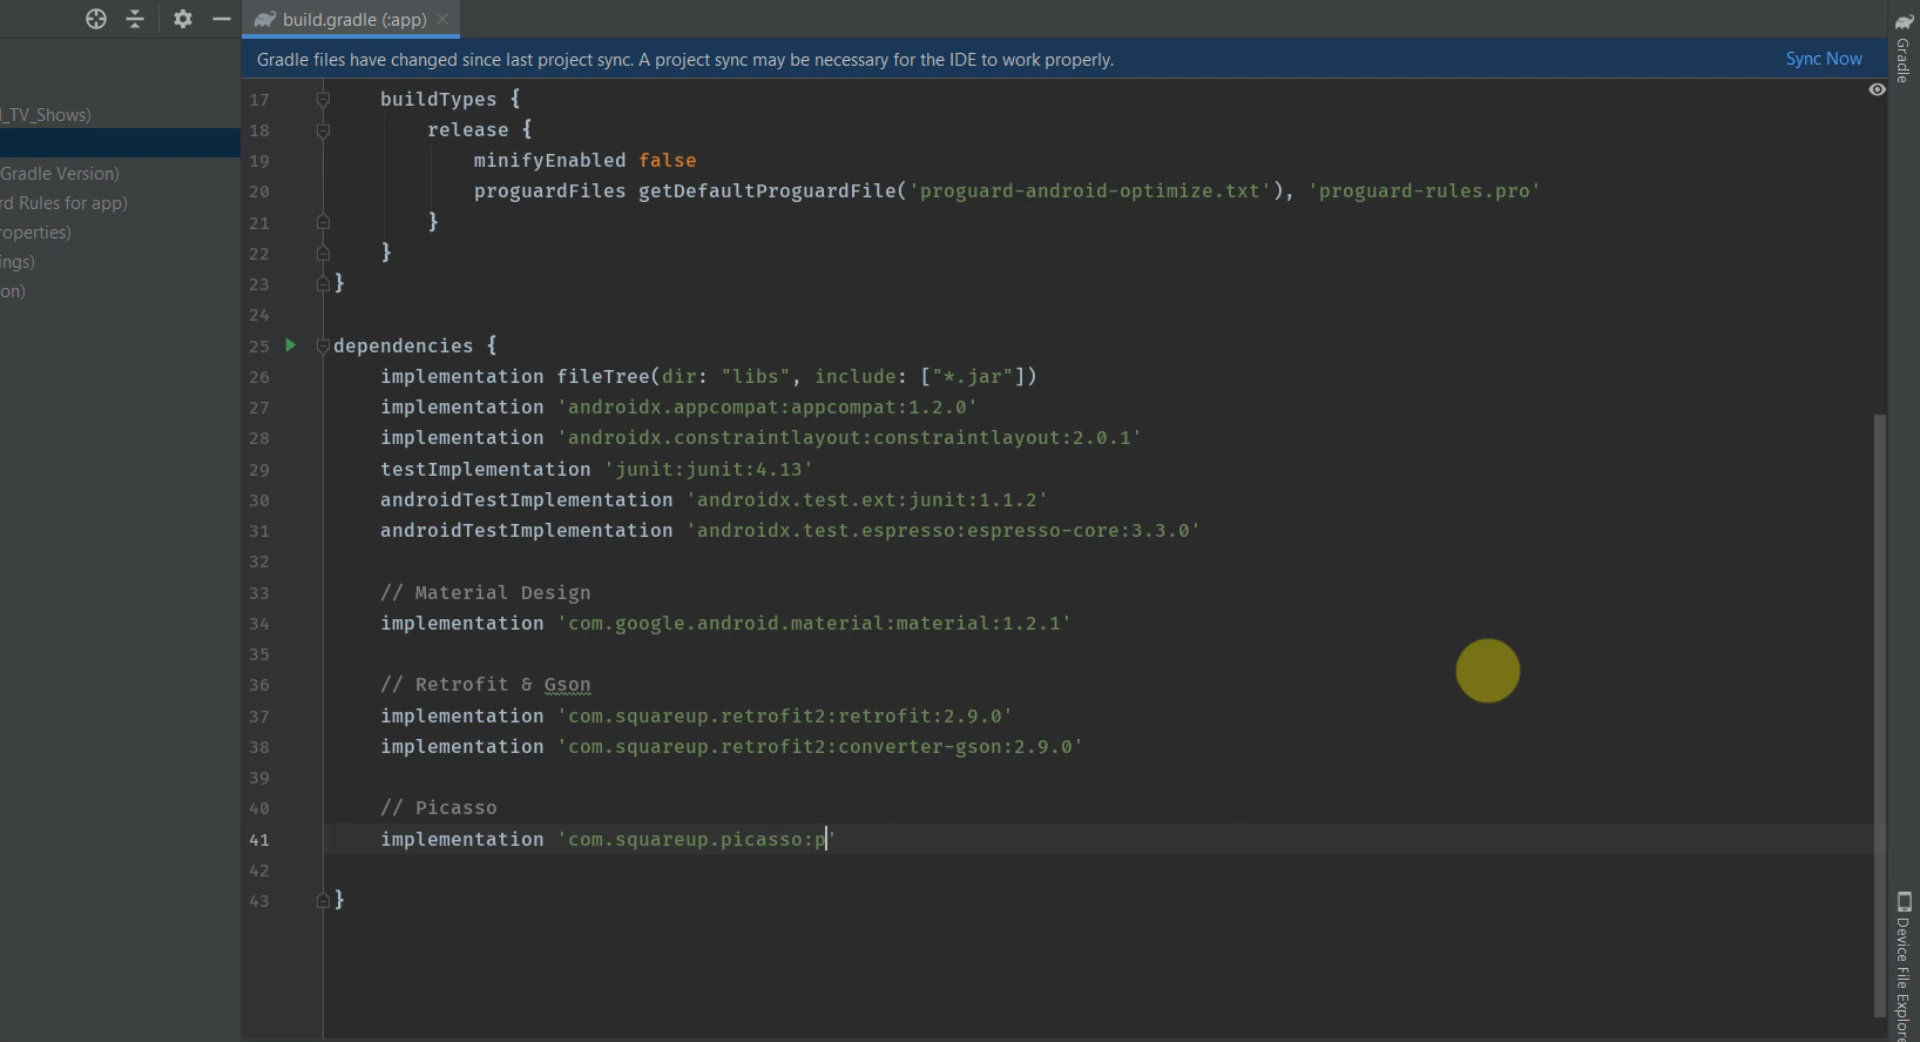 build.gradle (:app)
Gradle files have changed since last project sync. A project sync may be necessary for the IDE to work properly.
Sync Now
Gradle
_TV_Shows)
Gradle Version)
rd Rules for app)
roperties)
ings)
on)
17 buildTypes {
18 release {
19 minifyEnabled false
20 proguardFiles getDefaultProguardFile('proguard-android-optimize.txt'), 'proguard-rules.pro'
21 }
22 }
23 }
24
25 dependencies {
26 implementation fileTree(dir: "libs", include: ["*.jar"])
27 implementation 'androidx.appcompat:appcompat:1.2.0'
28 implementation 'androidx.constraintlayout:constraintlayout:2.0.1'
29 testImplementation 'junit:junit:4.13'
30 androidTestImplementation 'androidx.test.ext:junit:1.1.2'
31 androidTestImplementation 'androidx.test.espresso:espresso-core:3.3.0'
32
33 // Material Design
34 implementation 'com.google.android.material:material:1.2.1'
35
36 // Retrofit & Gson
37 implementation 'com.squareup.retrofit2:retrofit:2.9.0'
38 implementation 'com.squareup.retrofit2:converter-gson:2.9.0'
39
40 // Picasso
41 implementation 'com.squareup.picasso:p'
42
43 }
Device File Explore